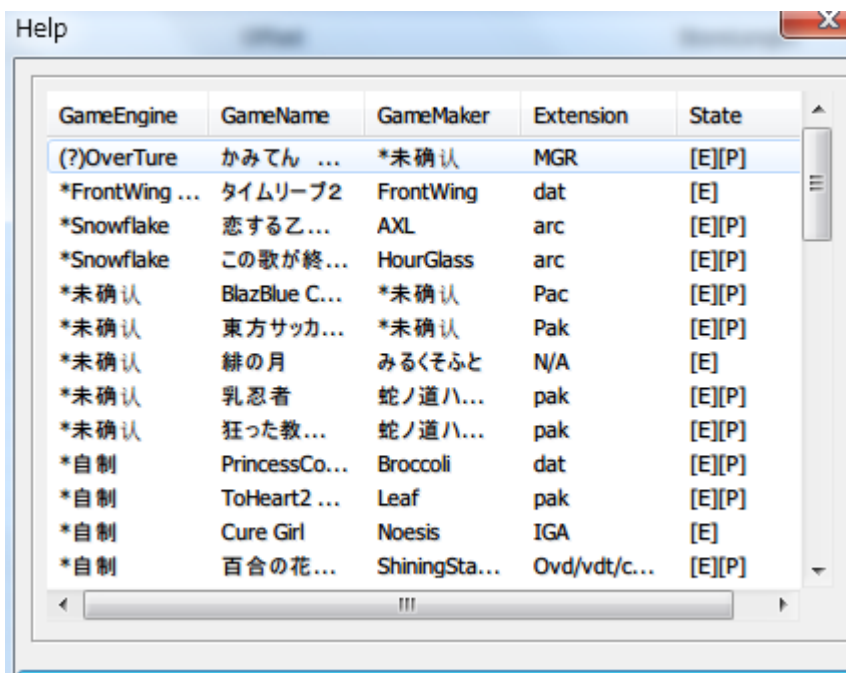 Help
GameEngine GameName GameMaker Extension State
(?)OverTure かみてん ... *未确认 MGR [E][P]
*FrontWing ... タイムリープ2 FrontWing dat [E]
*Snowflake 恋する乙... AXL arc [E][P]
*Snowflake この歌が終... HourGlass arc [E][P]
*未确认 BlazBlue C... *未确认 Pac [E][P]
*未确认 東方サッカ... *未确认 Pak [E][P]
*未确认 緋の月 みるくそふと N/A [E]
*未确认 乳忍者 蛇ノ道ハ... pak [E][P]
*未确认 狂った教... 蛇ノ道ハ... pak [E][P]
*自制 PrincessCo... Broccoli dat [E][P]
*自制 ToHeart2 ... Leaf pak [E][P]
*自制 Cure Girl Noesis IGA [E]
*自制 百合の花... ShiningSta... Ovd/vdt/c... [E][P]